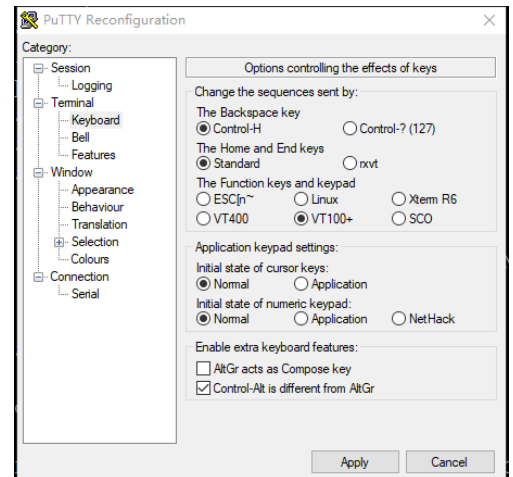 PuTTY Reconfiguration
Category:
Session
Logging
Terminal
Keyboard
Bell
Features
Window
Appearance
Behaviour
Translation
Selection
Colours
Connection
Serial
Options controlling the effects of keys
Change the sequences sent by:
The Backspace key
Control-H Control-? (127)
The Home and End keys
Standard rxvt
The Function keys and keypad
ESC[n~ Linux Xterm R6
VT400 VT100+ SCO
Application keypad settings:
Initial state of cursor keys:
Normal Application
Initial state of numeric keypad:
Normal Application NetHack
Enable extra keyboard features:
AltGr acts as Compose key
Control-Alt is different from AltGr
Apply Cancel